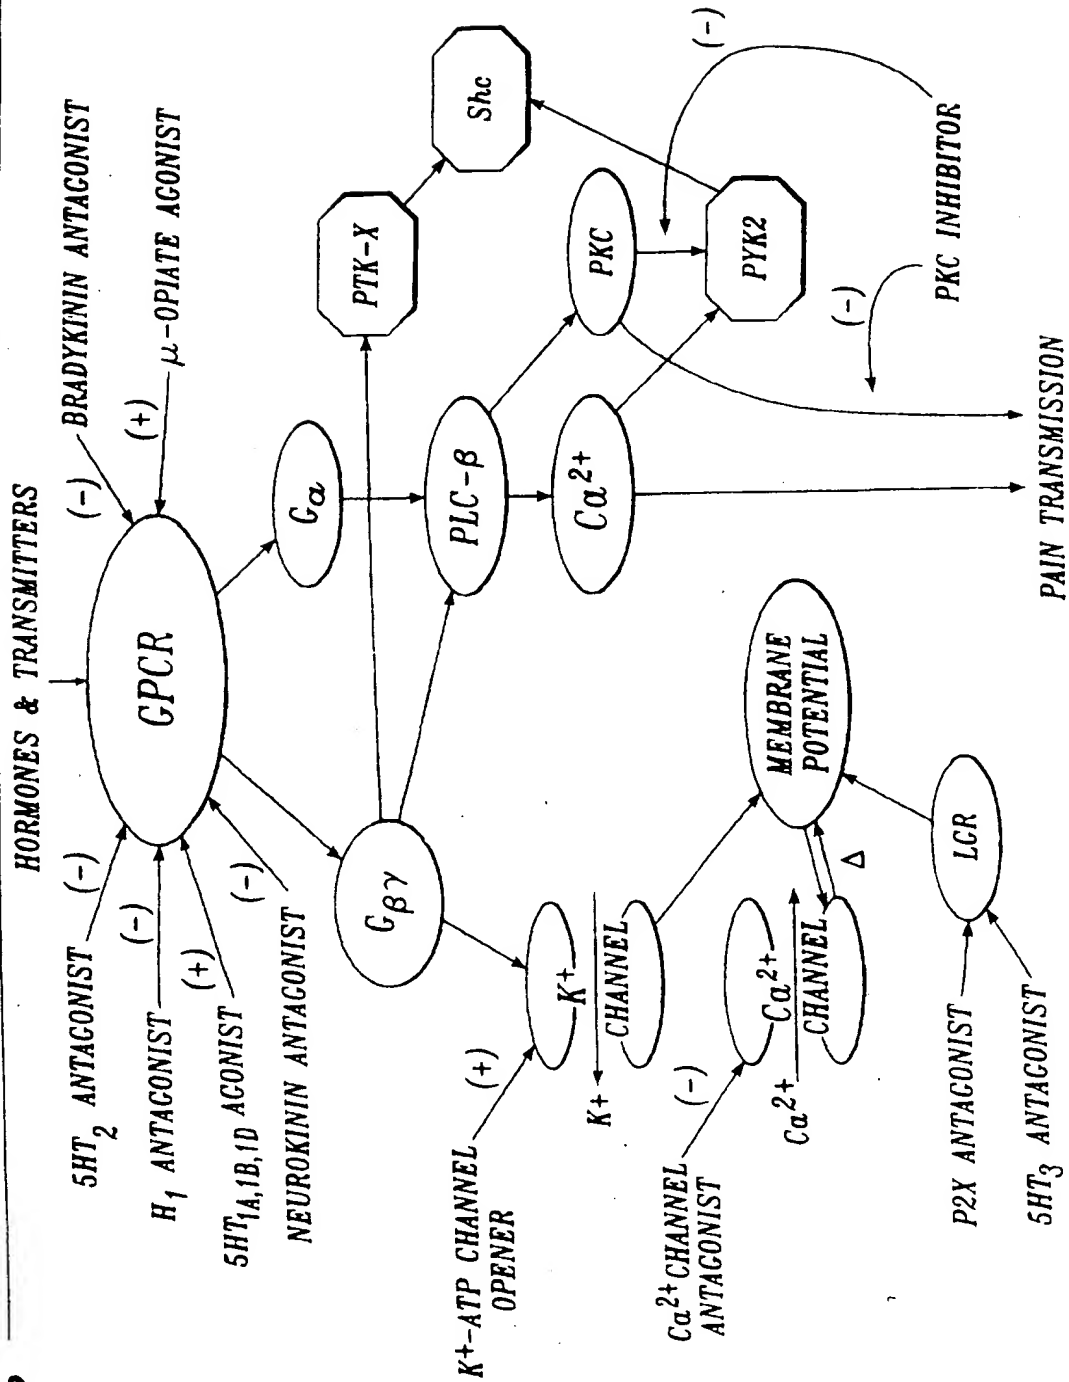 HORMONES & TRANSMITTERS
5HT2 ANTAGONIST
(-)
H1 ANTAGONIST
(-)
5HT1A,1B,1D AGONIST
(+)
NEUROKININ ANTAGONIST
(-)
(-)
BRADYKININ ANTAGONIST
(+)
μ-OPIATE AGONIST
GPCR
Gα
Gβγ
PTK-X
Shc
PLC-β
PKC
Ca2+
PYK2
(-)
(-)
PKC INHIBITOR
K+-ATP CHANNEL
OPENER
(+)
K+
K+
CHANNEL
Ca2+ CHANNEL
ANTAGONIST
(-)
Ca2+
Ca2+
CHANNEL
Δ
MEMBRANE
POTENTIAL
LGR
P2X ANTAGONIST
5HT3 ANTAGONIST
PAIN TRANSMISSION